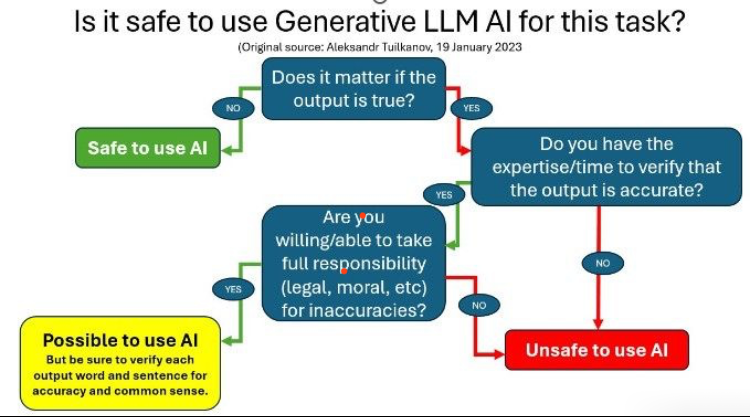 Is it safe to use Generative LLM AI for this task?
(Original source: Aleksandr Tuilkanov, 19 January 2023
Does it matter if the
output is true?
NO
YES
Safe to use AI
Do you have the
expertise/time to verify that
the output is accurate?
YES
Are you
willing/able to take
full responsibility
(legal, moral, etc)
for inaccuracies?
YES
NO
NO
Possible to use AI
But be sure to verify each
output word and sentence for
accuracy and common sense.
Unsafe to use AI